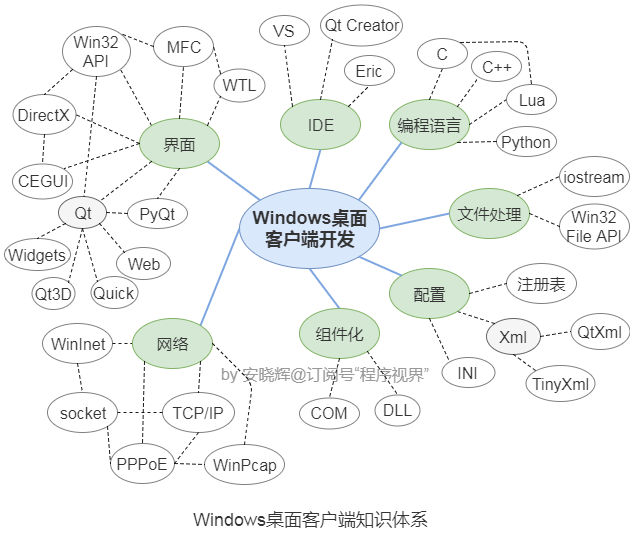 VS
Qt Creator
Eric
IDE
Win32
API
MFC
WTL
DirectX
CEGUI
界面
Qt
PyQt
Widgets
Qt3D
Quick
Web
C
C++
Lua
Python
编程语言
Windows桌面
客户端开发
文件处理
iostream
Win32
File API
配置
注册表
Xml
QtXml
TinyXml
INI
组件化
COM
DLL
网络
WinInet
socket
TCP/IP
PPPoE
WinPcap
by 安晓辉@订阅号“程序视界”
Windows桌面客户端知识体系